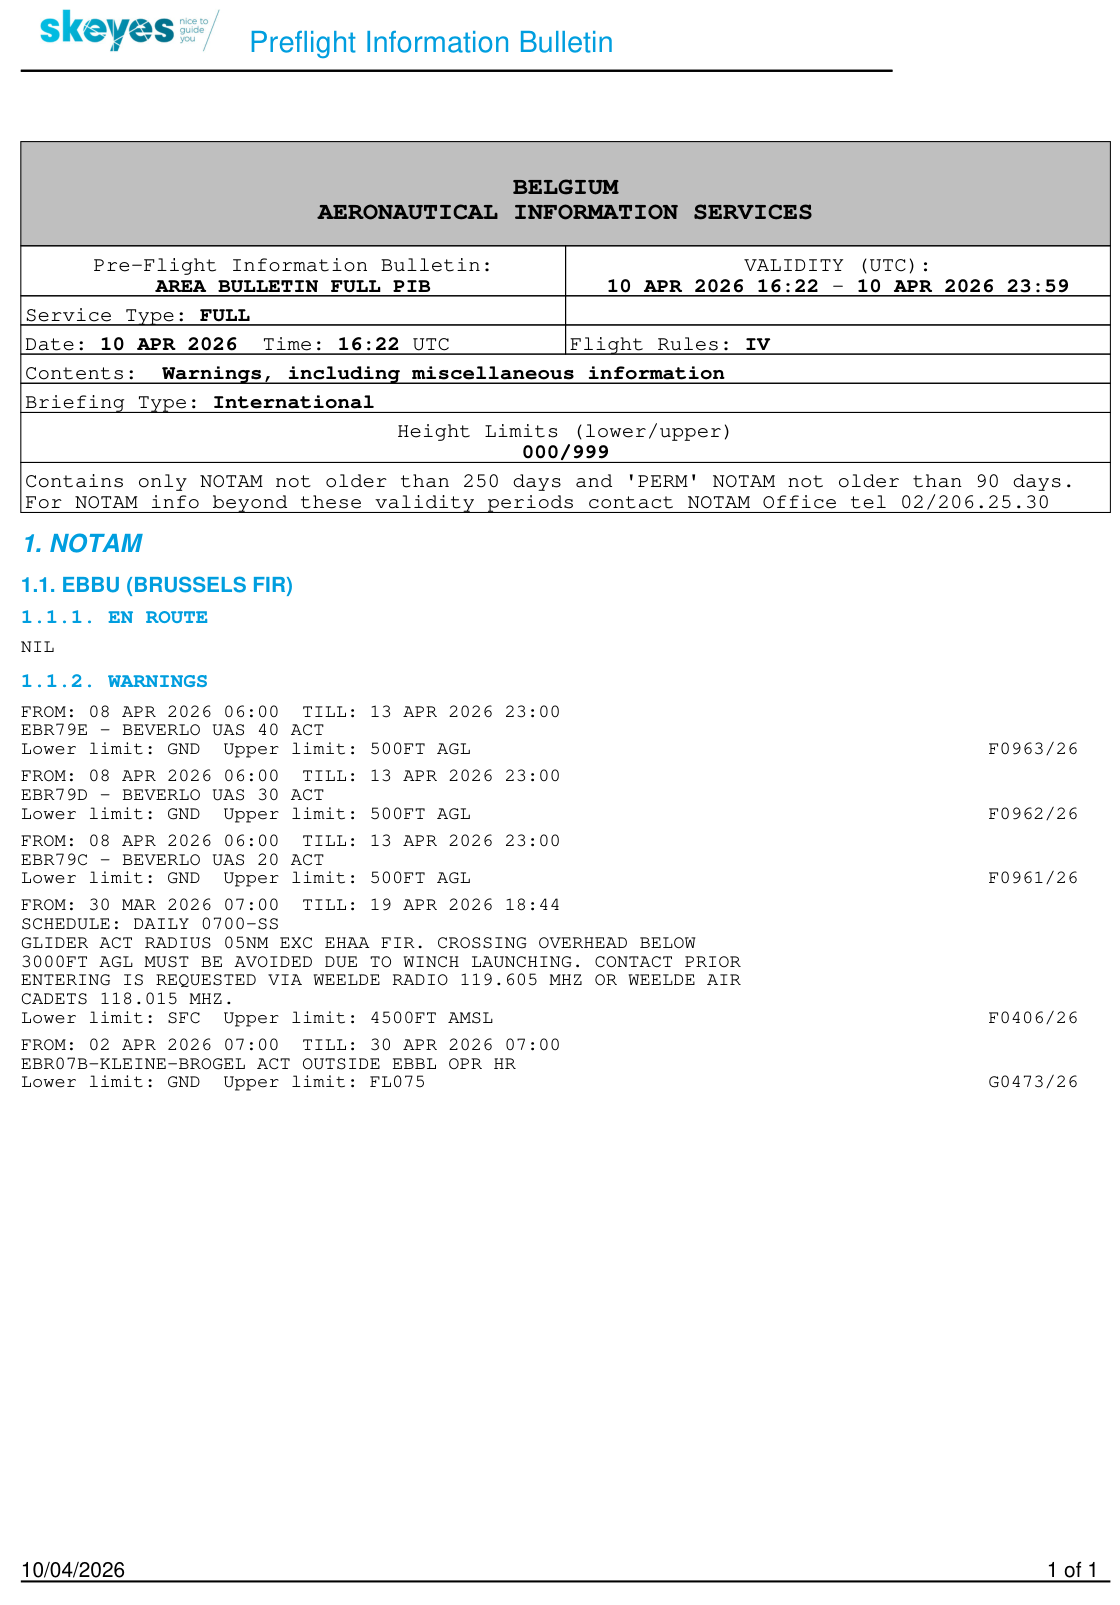 skeyes nice to guide you
Preflight Information Bulletin
BELGIUM
AERONAUTICAL INFORMATION SERVICES
Pre-Flight Information Bulletin:
AREA BULLETIN FULL PIB
VALIDITY (UTC):
10 APR 2026 16:22 - 10 APR 2026 23:59
Service Type: FULL
Date: 10 APR 2026  Time: 16:22 UTC
Flight Rules: IV
Contents:  Warnings, including miscellaneous information
Briefing Type: International
Height Limits (lower/upper)
000/999
Contains only NOTAM not older than 250 days and 'PERM' NOTAM not older than 90 days.
For NOTAM info beyond these validity periods contact NOTAM Office tel 02/206.25.30
1. NOTAM
1.1. EBBU (BRUSSELS FIR)
1.1.1. EN ROUTE
NIL
1.1.2. WARNINGS
FROM: 08 APR 2026 06:00  TILL: 13 APR 2026 23:00
EBR79E - BEVERLO UAS 40 ACT
Lower limit: GND  Upper limit: 500FT AGL F0963/26
FROM: 08 APR 2026 06:00  TILL: 13 APR 2026 23:00
EBR79D - BEVERLO UAS 30 ACT
Lower limit: GND  Upper limit: 500FT AGL F0962/26
FROM: 08 APR 2026 06:00  TILL: 13 APR 2026 23:00
EBR79C - BEVERLO UAS 20 ACT
Lower limit: GND  Upper limit: 500FT AGL F0961/26
FROM: 30 MAR 2026 07:00  TILL: 19 APR 2026 18:44
SCHEDULE: DAILY 0700-SS
GLIDER ACT RADIUS 05NM EXC EHAA FIR. CROSSING OVERHEAD BELOW
3000FT AGL MUST BE AVOIDED DUE TO WINCH LAUNCHING. CONTACT PRIOR
ENTERING IS REQUESTED VIA WEELDE RADIO 119.605 MHZ OR WEELDE AIR
CADETS 118.015 MHZ.
Lower limit: SFC  Upper limit: 4500FT AMSL F0406/26
FROM: 02 APR 2026 07:00  TILL: 30 APR 2026 07:00
EBR07B-KLEINE-BROGEL ACT OUTSIDE EBBL OPR HR
Lower limit: GND  Upper limit: FL075 G0473/26
10/04/2026 1 of 1